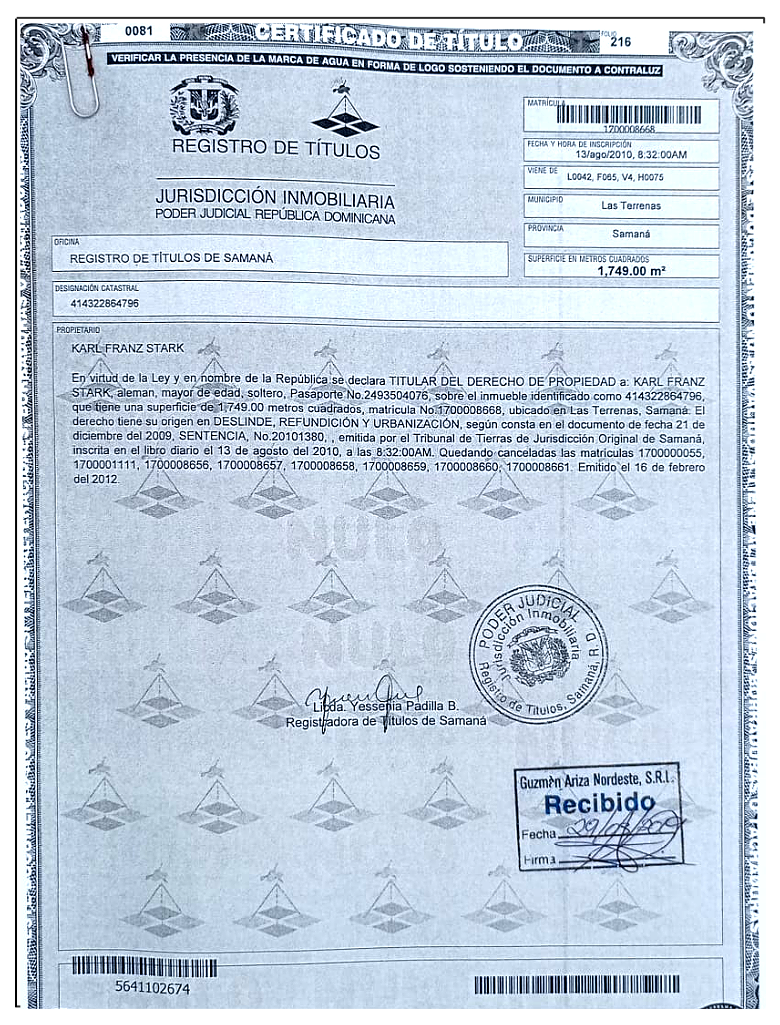 0081
CERTIFICADO DE TÍTULO
FOLIO
216
VERIFICAR LA PRESENCIA DE LA MARCA DE AGUA EN FORMA DE LOGO SOSTENIENDO EL DOCUMENTO A CONTRALUZ
REGISTRO DE TÍTULOS
JURISDICCIÓN INMOBILIARIA
PODER JUDICIAL REPÚBLICA DOMINICANA
MATRÍCULA
1700008668
FECHA Y HORA DE INSCRIPCIÓN
13/ago/2010, 8:32:00AM
VIENE DE
L0042, F065, V4, H0075
MUNICIPIO
Las Terrenas
PROVINCIA
Samaná
SUPERFICIE EN METROS CUADRADOS
1,749.00 m²
OFICINA
REGISTRO DE TÍTULOS DE SAMANÁ
DESIGNACIÓN CATASTRAL
414322864796
PROPIETARIO
KARL FRANZ STARK
En virtud de la Ley y en nombre de la República se declara TITULAR DEL DERECHO DE PROPIEDAD a: KARL FRANZ
STARK, aleman, mayor de edad, soltero, Pasaporte No.2493504076, sobre el inmueble identificado como 414322864796,
que tiene una superficie de 1,749.00 metros cuadrados, matricula No.1700008668, ubicado en Las Terrenas, Samaná. El
derecho tiene su origen en DESLINDE, REFUNDICIÓN Y URBANIZACIÓN, según consta en el documento de fecha 21 de
diciembre del 2009, SENTENCIA, No.20101380, , emitida por el Tribunal de Tierras de Jurisdicción Original de Samaná,
inscrita en el libro diario el 13 de agosto del 2010, a las 8:32:00AM. Quedando canceladas las matrículas 1700000055,
1700001111, 1700008656, 1700008657, 1700008658, 1700008659, 1700008660, 1700008661. Emitido el 16 de febrero
del 2012.
NULO
NULO
PODER JUDICIAL R.D.
Jurisdicción Inmobiliaria
Registro de Títulos, Samaná,
Licda. Yessenia Padilla B.
Registradora de Títulos de Samaná
Guzmán Ariza Nordeste, S.R.L.
Recibido
Fecha
Firma
5641102674